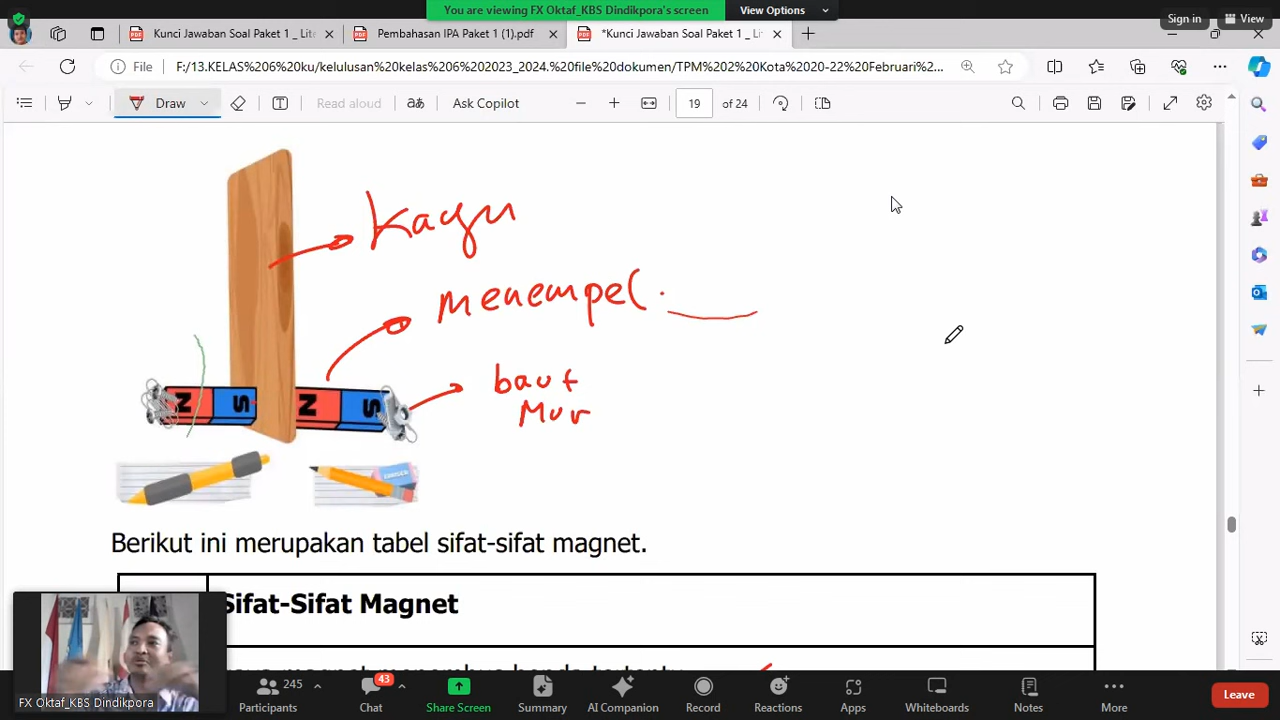 You are viewing FX Oktaf_KBS Dindikpora's screen
View Options
Sign in
View
Kunci Jawaban Soal Paket 1 _ Lite
Pembahasan IPA Paket 1 (1).pdf
*Kunci Jawaban Soal Paket 1 _ Lit
File
F:/13.KELAS%206%20ku/kelulusan%20kelas%206%202023_2024.%20file%20dokumen/TPM%202%20Kota%2020-22%20Februari%2...
Draw
Read aloud
aあ
Ask Copilot
19
of 24
Kayu
menempel .
baut
Mur
N S N S
Berikut ini merupakan tabel sifat-sifat magnet.
Sifat-Sifat Magnet
FX Oktaf_KBS Dindikpora
245
43
Participants
Chat
Share Screen
Summary
AI Companion
Record
Reactions
Apps
Whiteboards
Notes
More
Leave